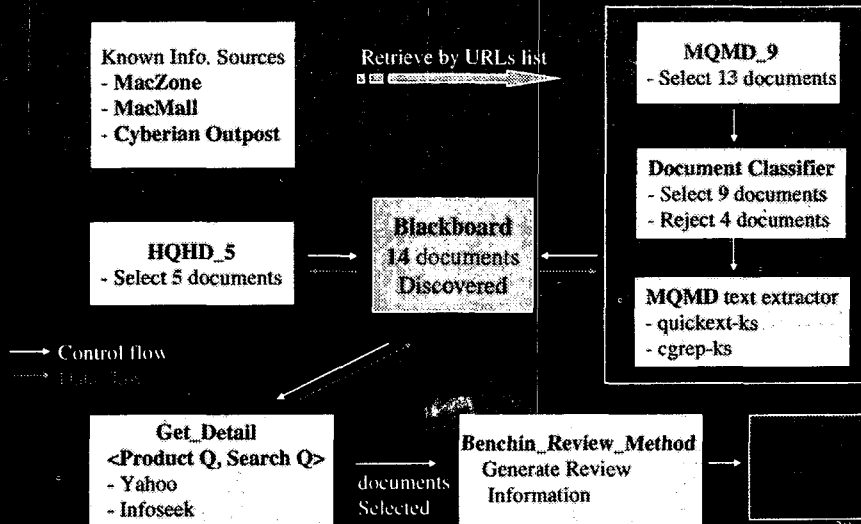 Known Info. Sources
- MacZone
- MacMall
- Cyberian Outpost
Retrieve by URLs list
MQMD_9
- Select 13 documents
Document Classifier
- Select 9 documents
- Reject 4 documents
MQMD text extractor
- quickext-ks
- cgrep-ks
HQHD_5
- Select 5 documents
Blackboard
14 documents
Discovered
Control flow
Data flow
Get_Detail
<Product Q, Search Q>
- Yahoo
- Infoseek
documents
Selected
Benchin_Review_Method
Generate Review
Information